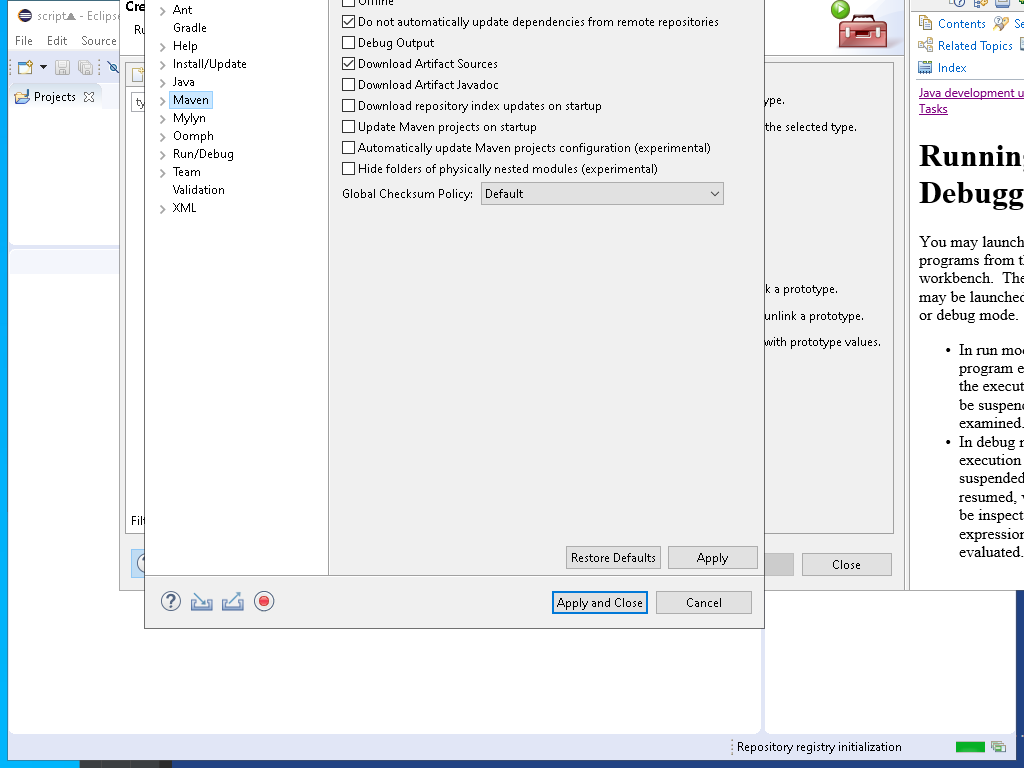 script - Eclipse
File Edit Source
Projects
Cre
Ru
ty
Filt
Ant
Gradle
Help
Install/Update
Java
Maven
Mylyn
Oomph
Run/Debug
Team
Validation
XML
Offline
Do not automatically update dependencies from remote repositories
Debug Output
Download Artifact Sources
Download Artifact Javadoc
Download repository index updates on startup
Update Maven projects on startup
Automatically update Maven projects configuration (experimental)
Hide folders of physically nested modules (experimental)
Global Checksum Policy: Default
Restore Defaults Apply
Apply and Close Cancel
ype.
the selected type.
k a prototype.
unlink a prototype.
with prototype values.
Close
Contents Se
Related Topics
Index
Java development u
Tasks
Running
Debugg
You may launch
programs from th
workbench. The
may be launched
or debug mode.
• In run mod
program e
the execut
be suspend
examined.
• In debug m
execution
suspended
resumed, v
be inspect
expression
evaluated.
Repository registry initialization